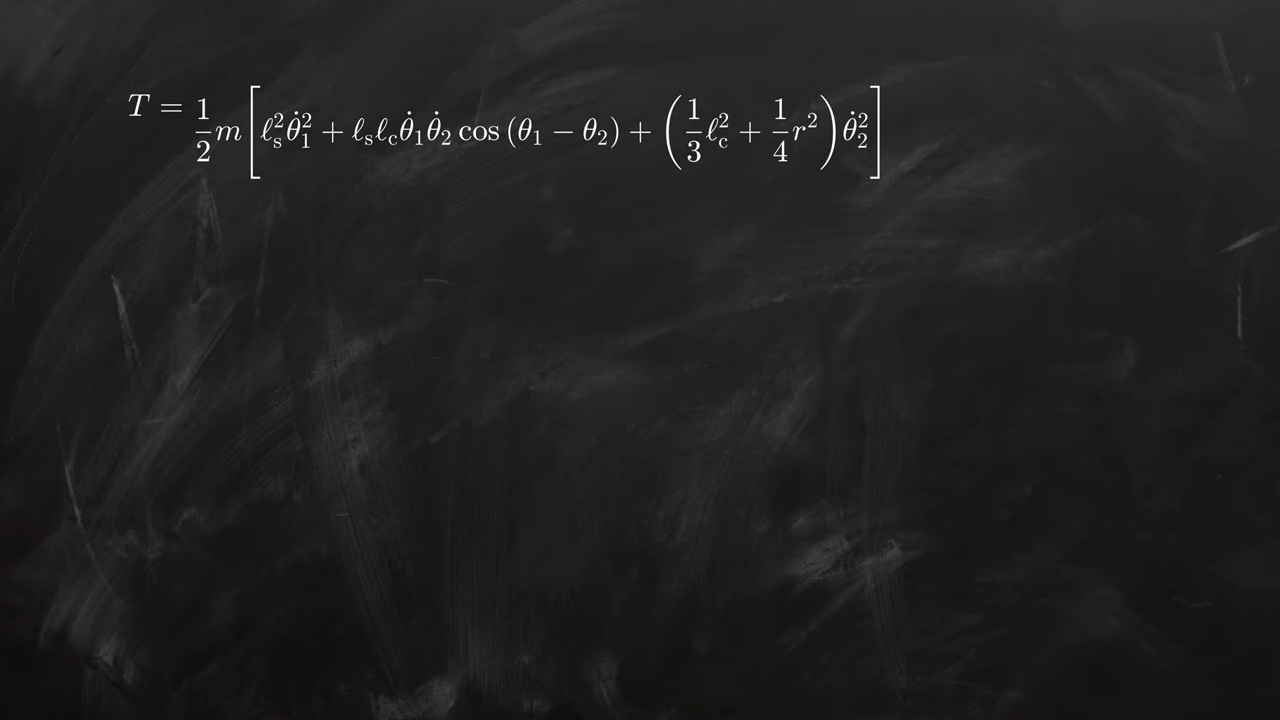 T = \frac{1}{2} m \left[ \ell_{\mathrm{s}}^2 \dot{\theta}_1^2 + \ell_{\mathrm{s}} \ell_{\mathrm{c}} \dot{\theta}_1 \dot{\theta}_2 \cos\left(\theta_1 - \theta_2\right) + \left( \frac{1}{3} \ell_{\mathrm{c}}^2 + \frac{1}{4} r^2 \right) \dot{\theta}_2^2 \right]